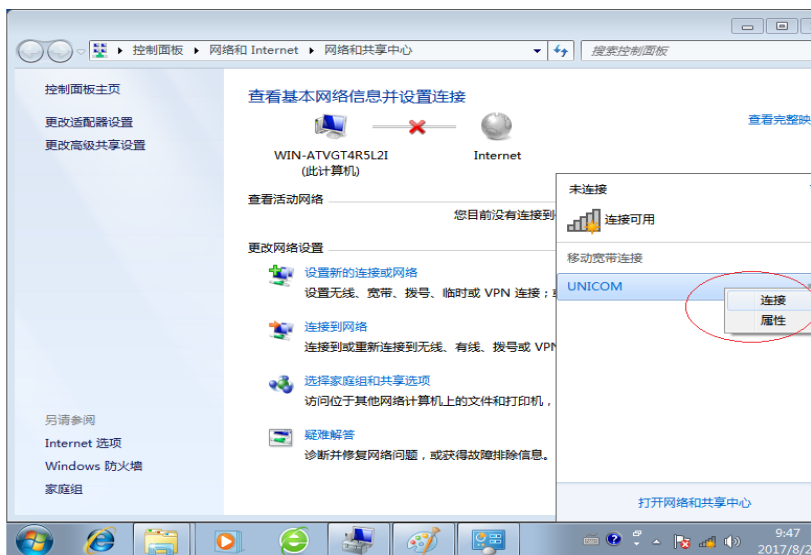 控制面板 ▸ 网络和 Internet ▸ 网络和共享中心
搜索控制面板
控制面板主页
更改适配器设置
更改高级共享设置
另请参阅
Internet 选项
Windows 防火墙
家庭组
查看基本网络信息并设置连接
查看完整映
WIN-ATVGT4R5L2I
(此计算机)
Internet
查看活动网络
您目前没有连接到
更改网络设置
设置新的连接或网络
设置无线、宽带、拨号、临时或 VPN 连接；
连接到网络
连接到或重新连接到无线、有线、拨号或 VPN
选择家庭组和共享选项
访问位于其他网络计算机上的文件和打印机，
疑难解答
诊断并修复网络问题，或获得故障排除信息。
未连接
连接可用
移动宽带连接
UNICOM
连接
属性
打开网络和共享中心
9:47
2017/8/2